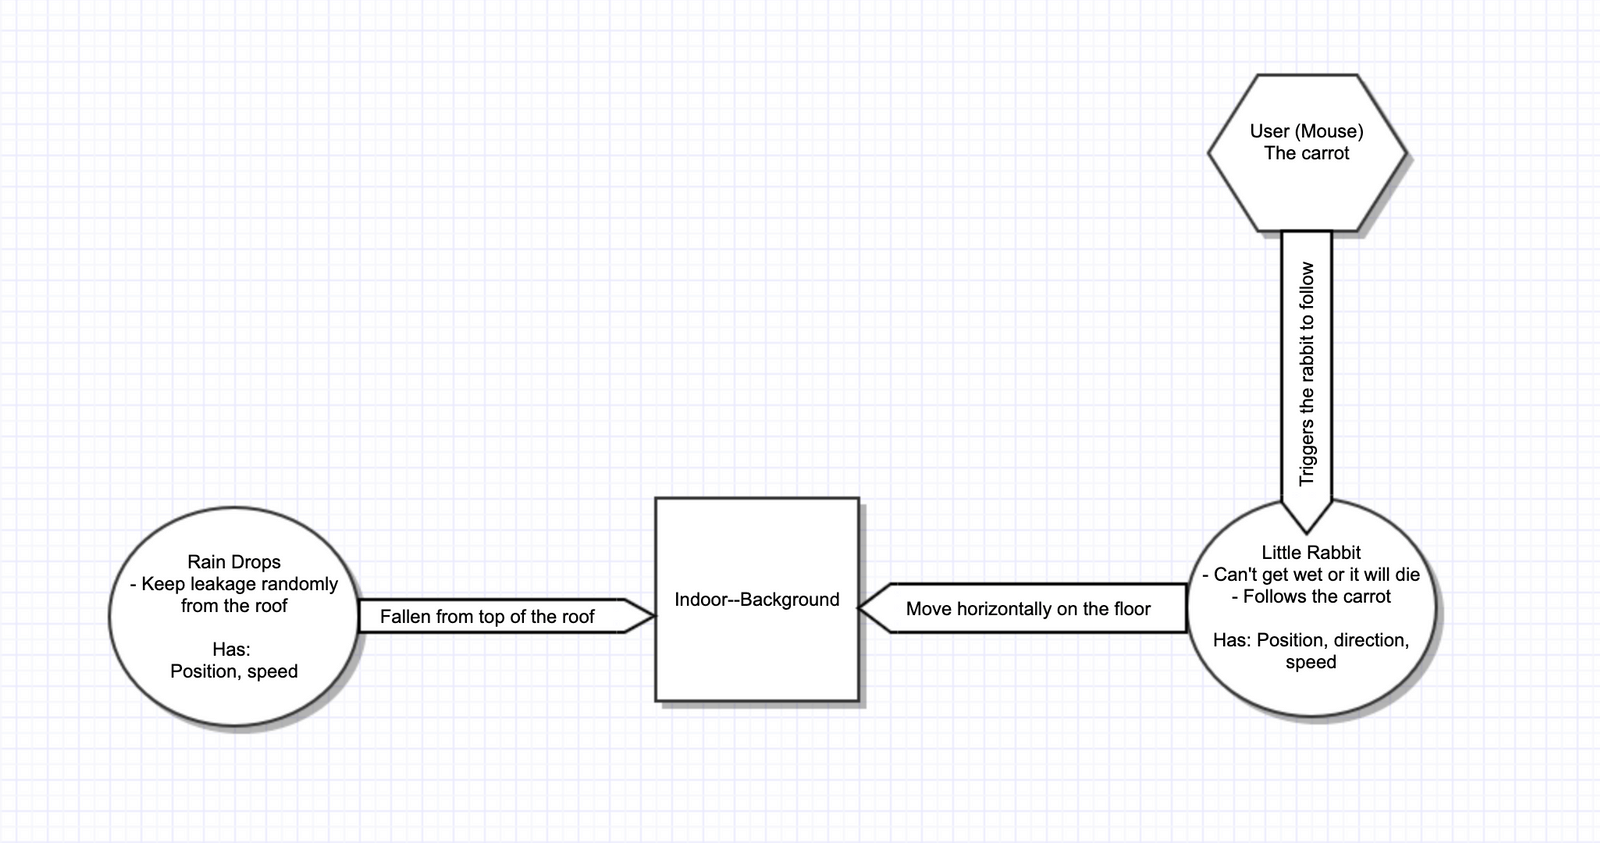 User (Mouse)
The carrot
Triggers the rabbit to follow
Rain Drops
- Keep leakage randomly
from the roof
Has:
Position, speed
Fallen from top of the roof
Indoor--Background
Move horizontally on the floor
Little Rabbit
- Can't get wet or it will die
- Follows the carrot
Has: Position, direction,
speed